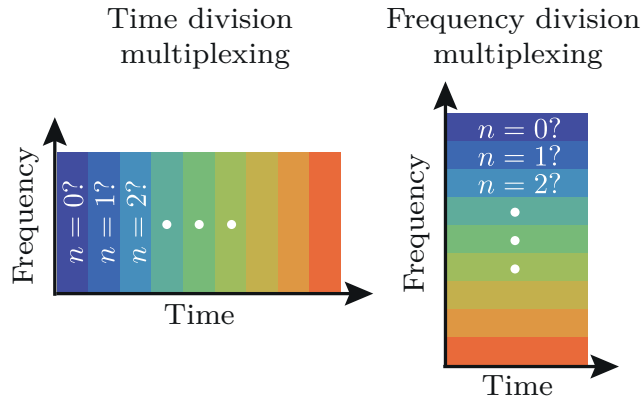 Time division
multiplexing
Frequency
n = 0?
n = 1?
n = 2?
Time
Frequency division
multiplexing
Frequency
n = 0?
n = 1?
n = 2?
Time